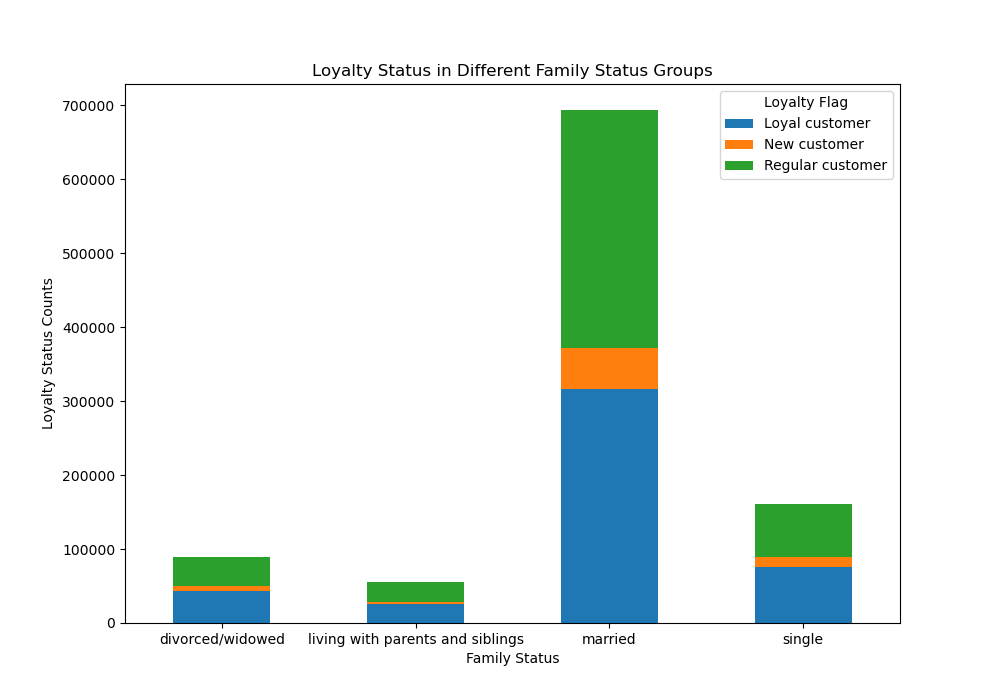 Loyalty Status in Different Family Status Groups
Loyalty Flag
Loyal customer
New customer
Regular customer
Loyalty Status Counts
700000
600000
500000
400000
300000
200000
100000
0
divorced/widowed
living with parents and siblings
married
single
Family Status